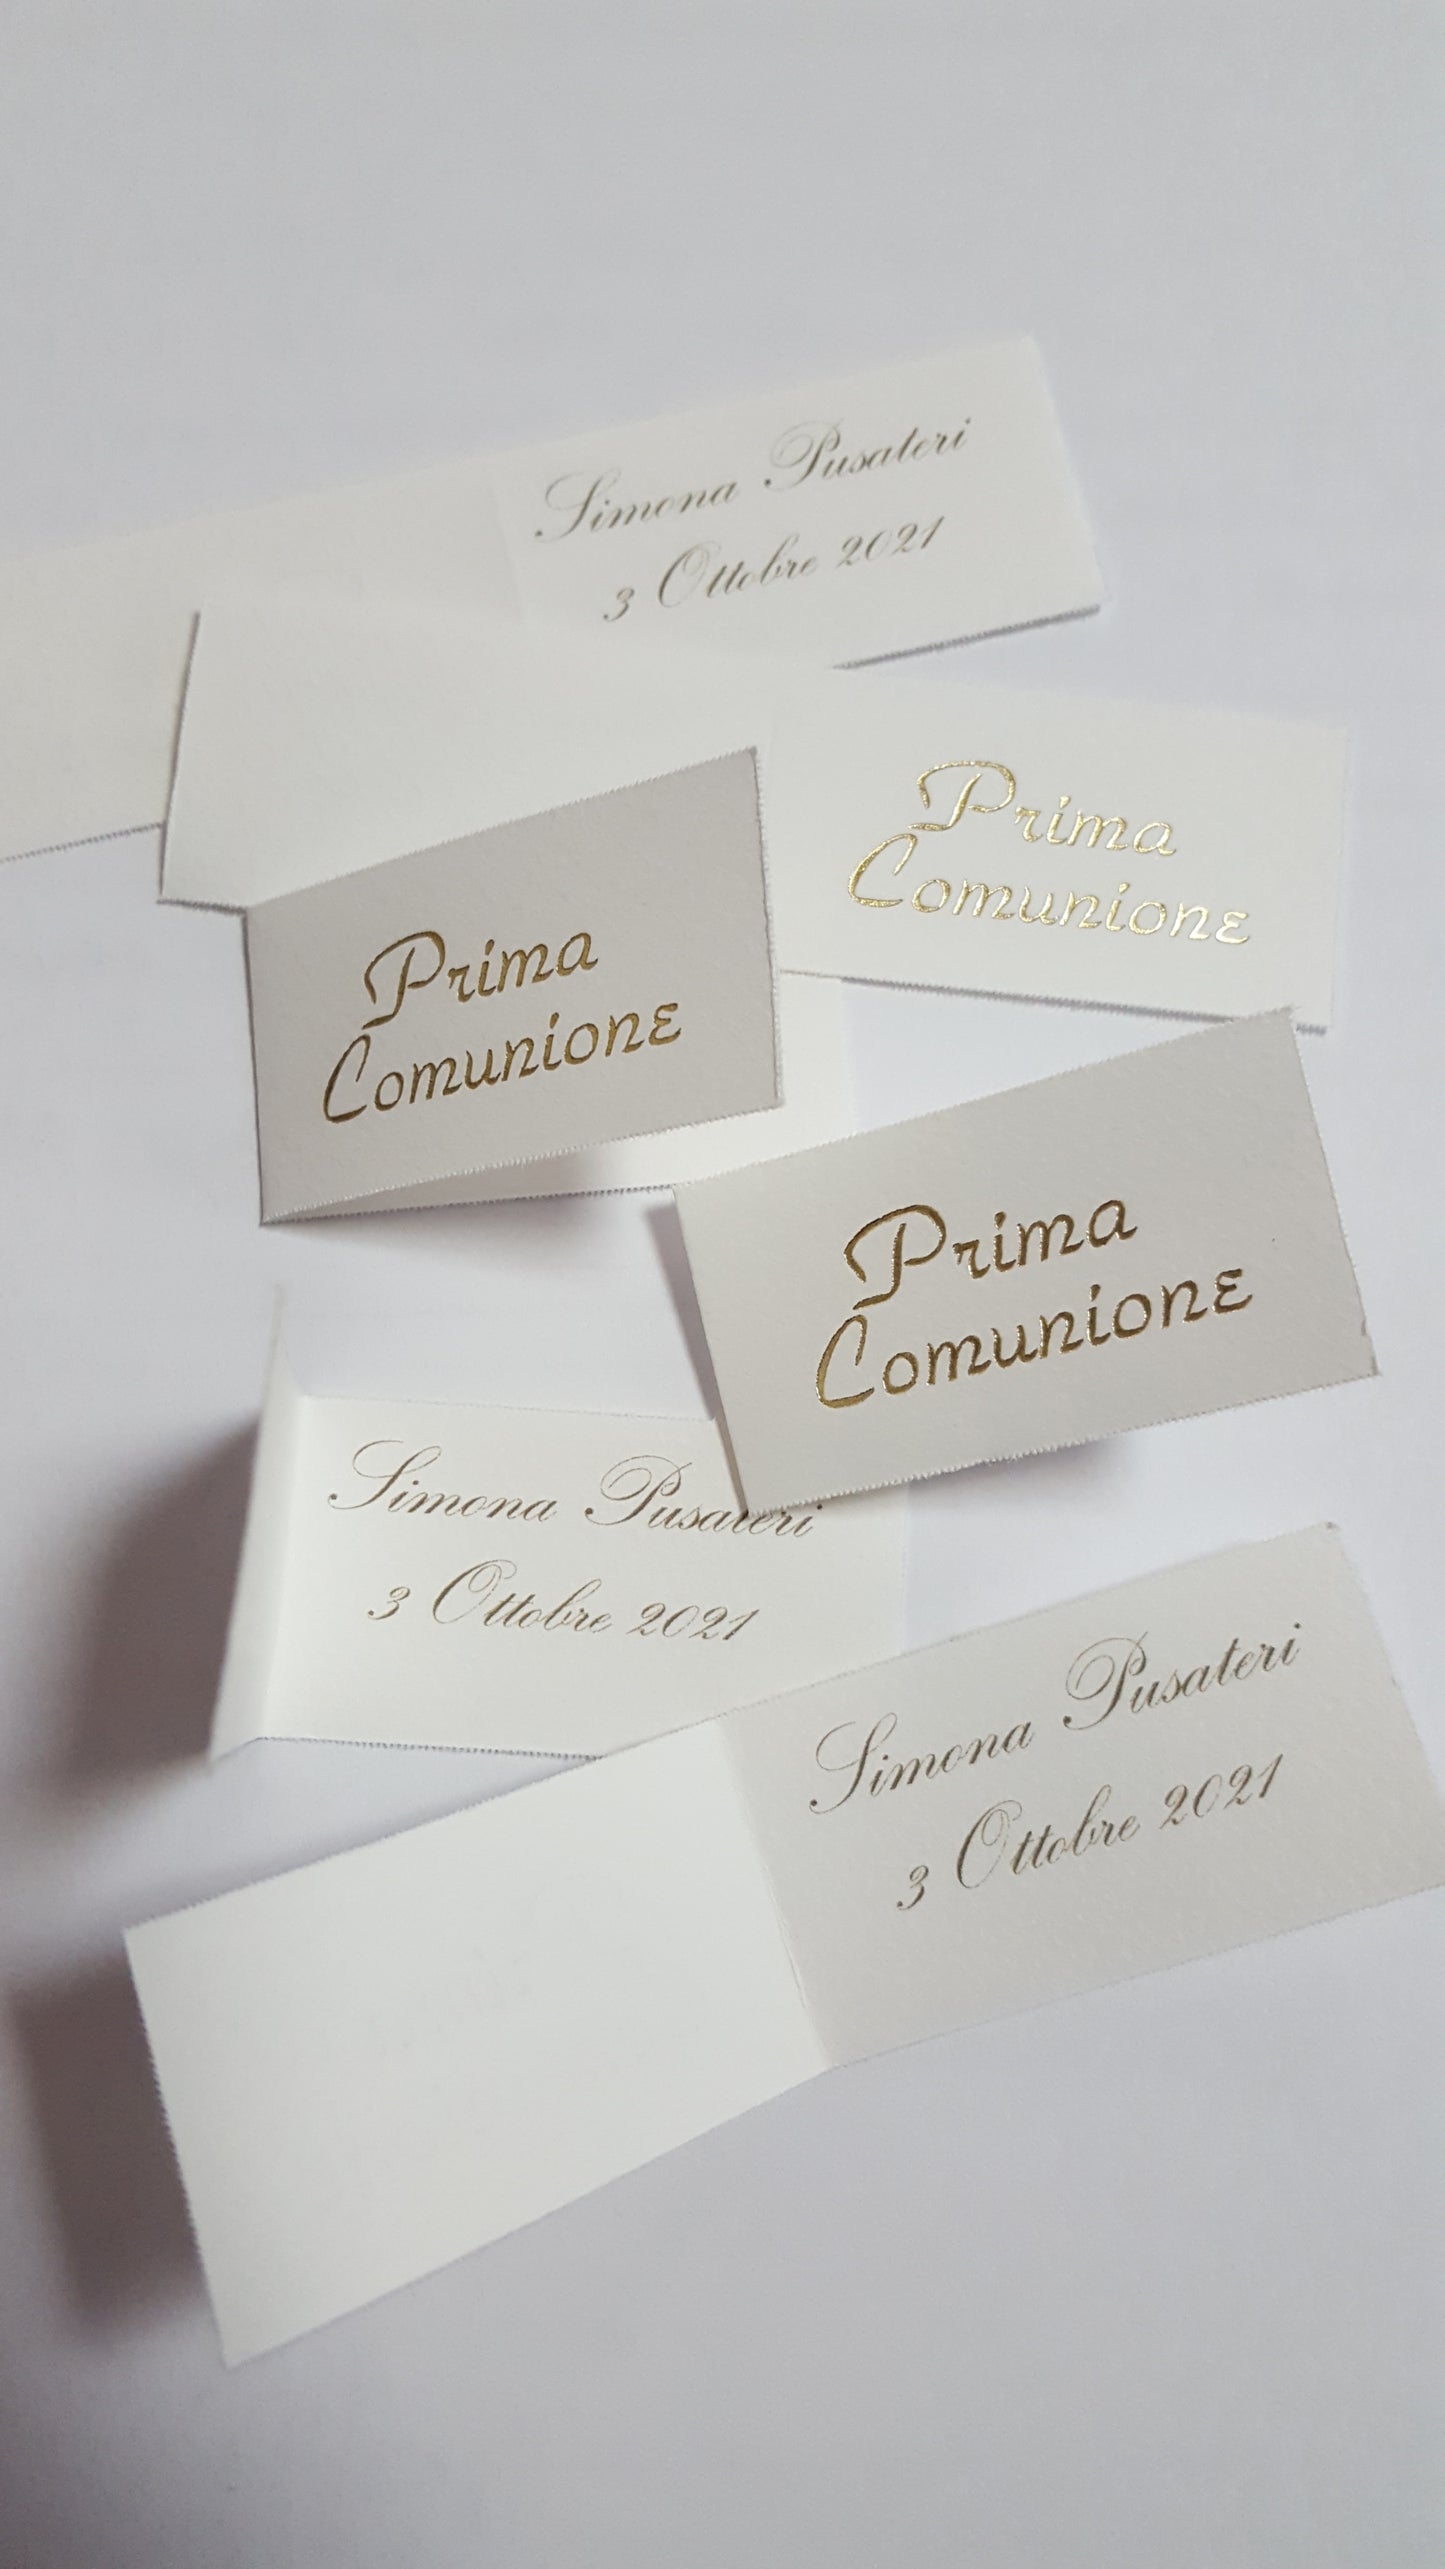 Simona Pusateri
3 Ottobre 2021
Prima
Comunione
Prima
Comunione
Prima
Comunione
Simona Pusateri
3 Ottobre 2021
Simona Pusateri
3 Ottobre 2021